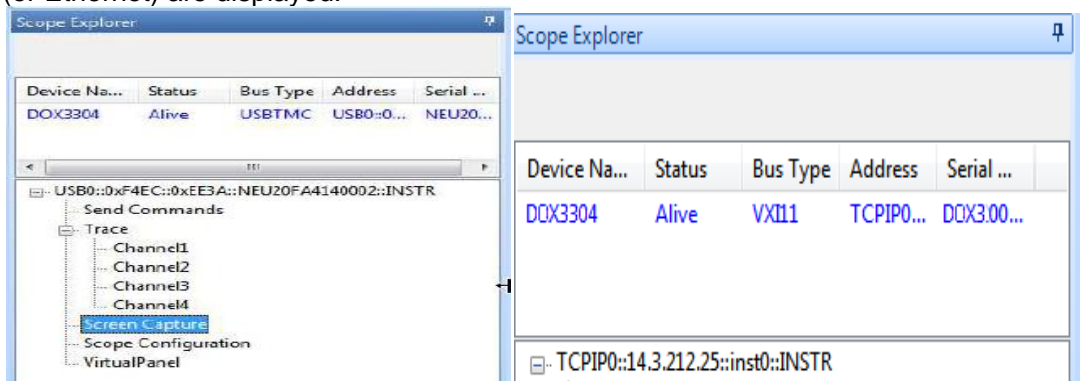 (or Ethernet) are displayed.
Scope Explorer
Device Na... Status Bus Type Address Serial ...
DOX3304 Alive USBTMC USB0::0... NEU20...
USB0::0xF4EC::0xEE3A::NEU20FA4140002::INSTR
Send Commands
Trace
Channel1
Channel2
Channel3
Channel4
Screen Capture
Scope Configuration
VirtualPanel
Scope Explorer
Device Na... Status Bus Type Address Serial ...
DOX3304 Alive VXI11 TCPIP0... DOX3.00...
TCPIP0::14.3.212.25::inst0::INSTR